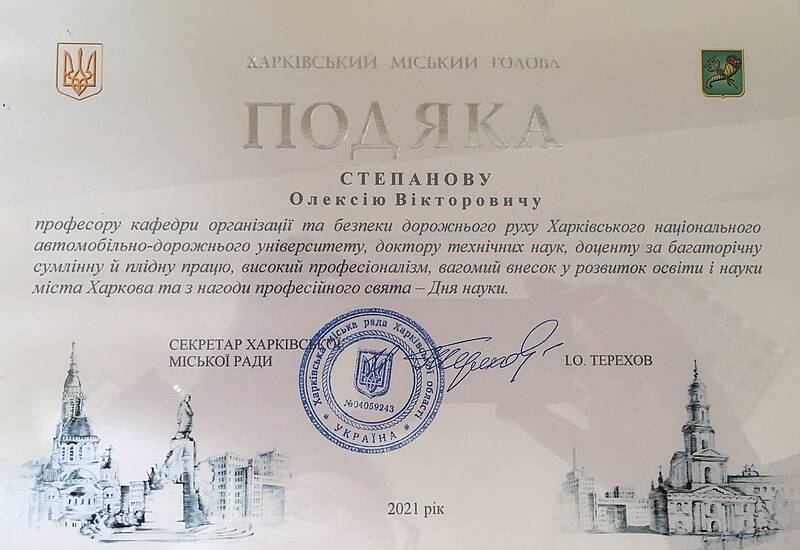 ХАРКІВСЬКИЙ МІСЬКИЙ ГОЛОВА
ПОДЯКА
СТЕПАНОВУ
Олексію Вікторовичу
професору кафедри організації та безпеки дорожнього руху Харківського національного
автомобільно-дорожнього університету, доктору технічних наук, доценту за багаторічну
сумлінну й плідну працю, високий професіоналізм, вагомий внесок у розвиток освіти і науки
міста Харкова та з нагоди професійного свята – Дня науки.
СЕКРЕТАР ХАРКІВСЬКОЇ
МІСЬКОЇ РАДИ
Харківська міська рада Харківської області
№04059243
* УКРАЇНА *
І.О. ТЕРЕХОВ
2021 рік